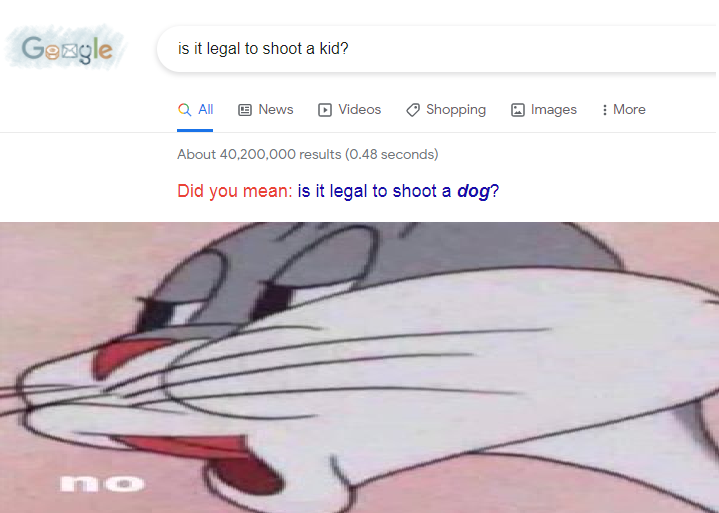 Google
is it legal to shoot a kid?
All News Videos Shopping Images More
About 40,200,000 results (0.48 seconds)
Did you mean: is it legal to shoot a dog?
no